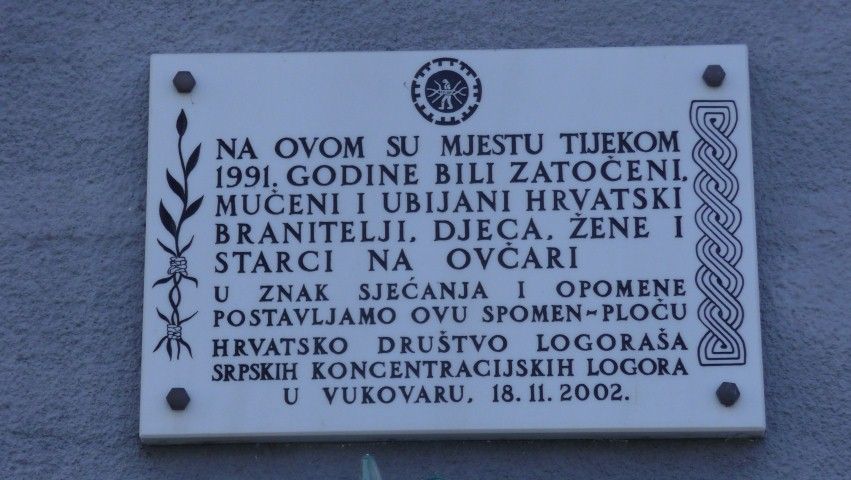 NA OVOM SU MJESTU TIJEKOM
1991. GODINE BILI ZATOČENI,
MUČENI I UBIJANI HRVATSKI
BRANITELJI, DJECA, ŽENE I
STARCI NA OVČARI
U ZNAK SJEĆANJA I OPOMENE
POSTAVLJAMO OVU SPOMEN-PLOČU
HRVATSKO DRUŠTVO LOGORAŠA
SRPSKIH KONCENTRACIJSKIH LOGORA
U VUKOVARU, 18.11.2002.